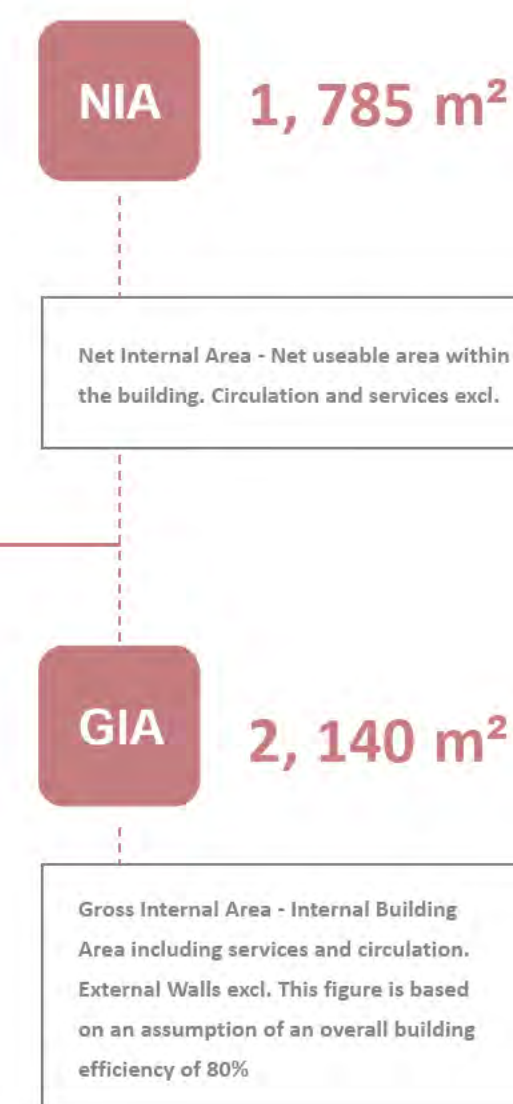 NIA
1, 785 m²
Net Internal Area - Net useable area within
the building. Circulation and services excl.
GIA
2, 140 m²
Gross Internal Area - Internal Building
Area including services and circulation.
External Walls excl. This figure is based
on an assumption of an overall building
efficiency of 80%